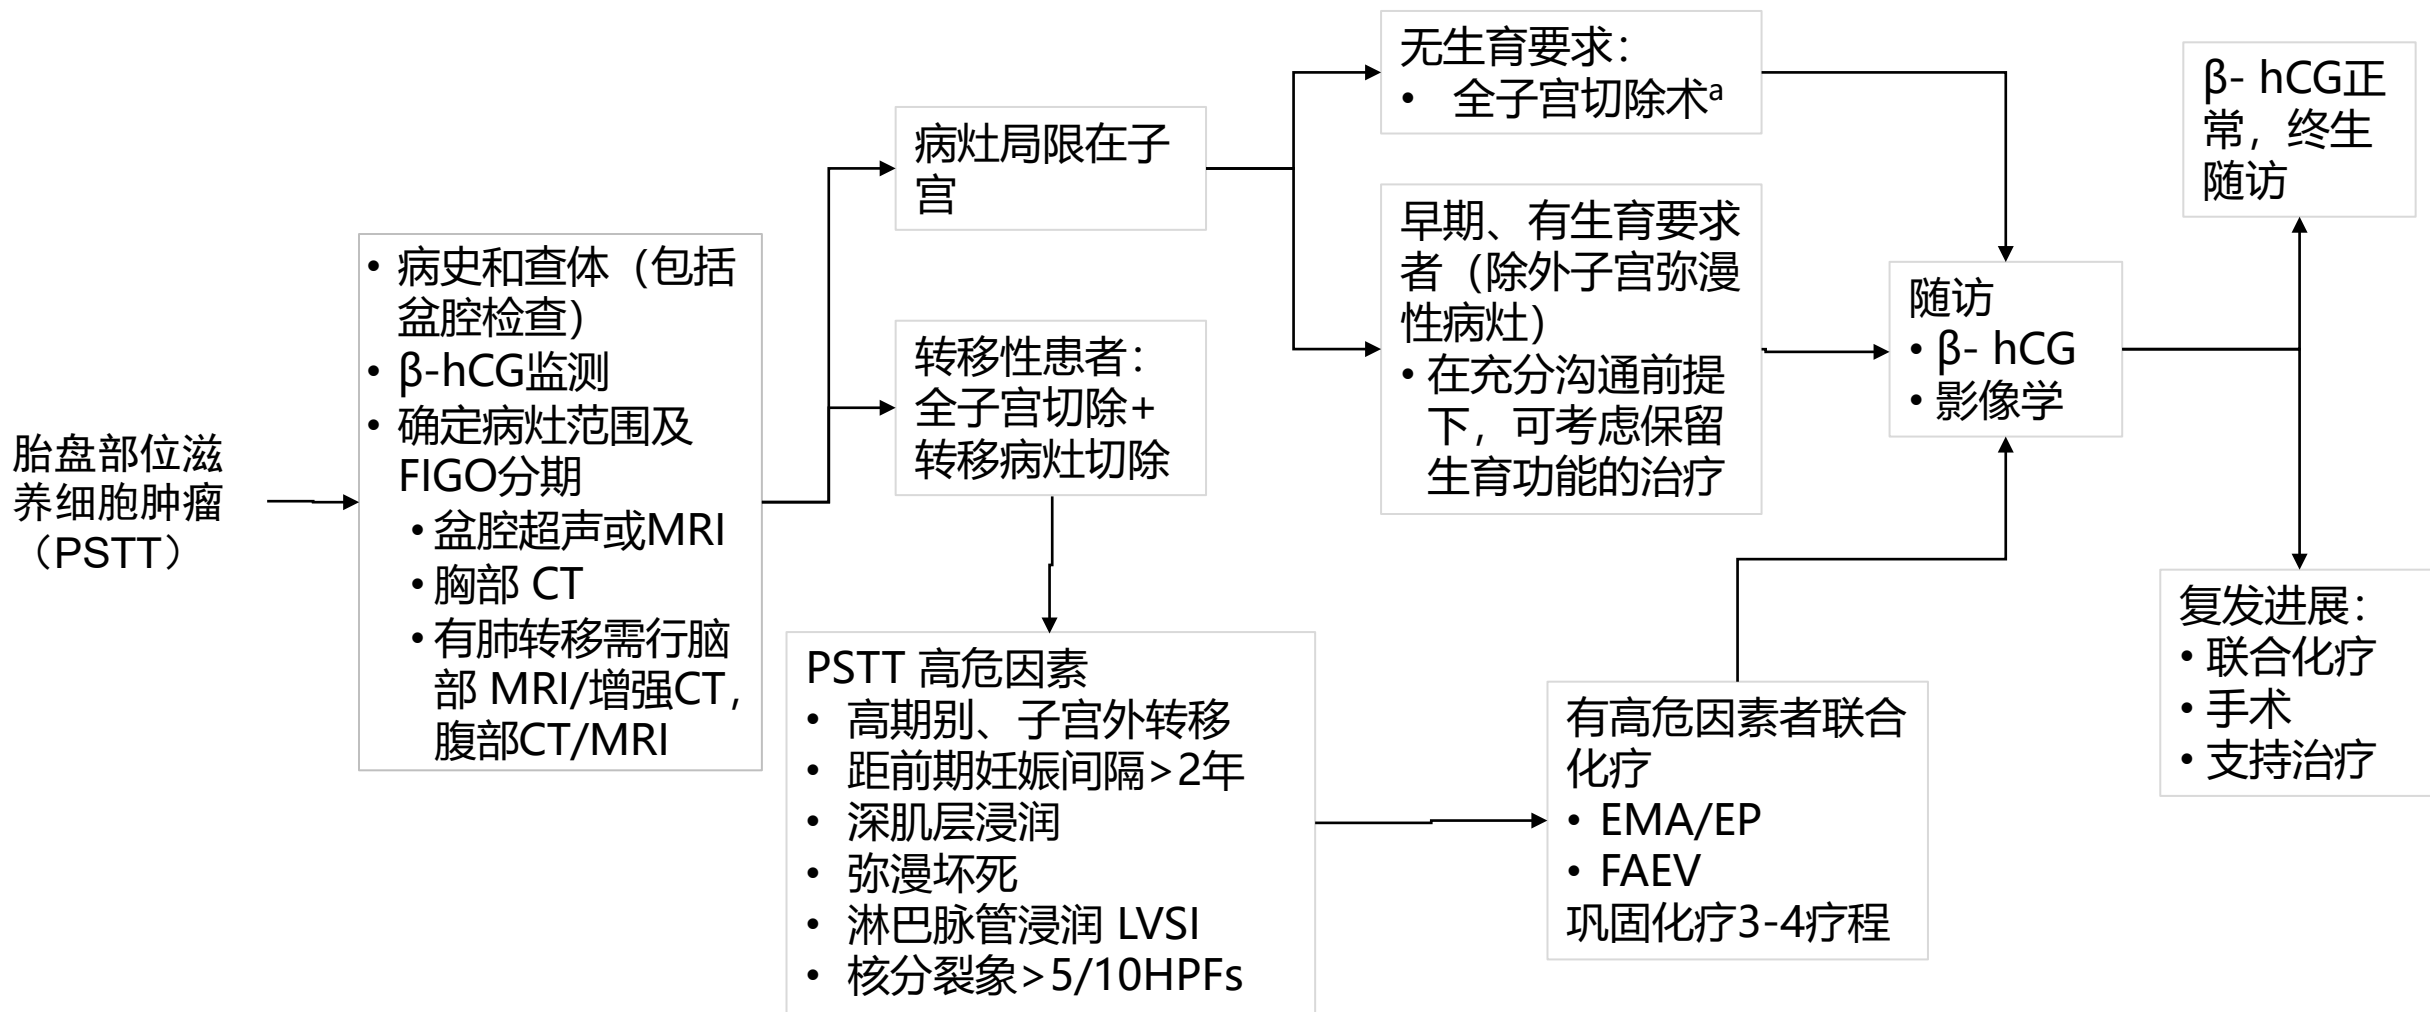 胎盘部位滋
养细胞肿瘤
（PSTT）
• 病史和查体（包括
盆腔检查）
• β-hCG监测
• 确定病灶范围及
FIGO分期
• 盆腔超声或MRI
• 胸部 CT
• 有肺转移需行脑
部 MRI/增强CT，
腹部CT/MRI
病灶局限在子
宫
转移性患者：
全子宫切除+
转移病灶切除
PSTT 高危因素
• 高期别、子宫外转移
• 距前期妊娠间隔>2年
• 深肌层浸润
• 弥漫坏死
• 淋巴脉管浸润 LVSI
• 核分裂象>5/10HPFs
无生育要求：
• 全子宫切除术ᵃ
早期、有生育要求
者（除外子宫弥漫
性病灶）
• 在充分沟通前提
下，可考虑保留
生育功能的治疗
有高危因素者联合
化疗
• EMA/EP
• FAEV
巩固化疗3-4疗程
随访
• β- hCG
• 影像学
β- hCG正
常，终生
随访
复发进展：
• 联合化疗
• 手术
• 支持治疗